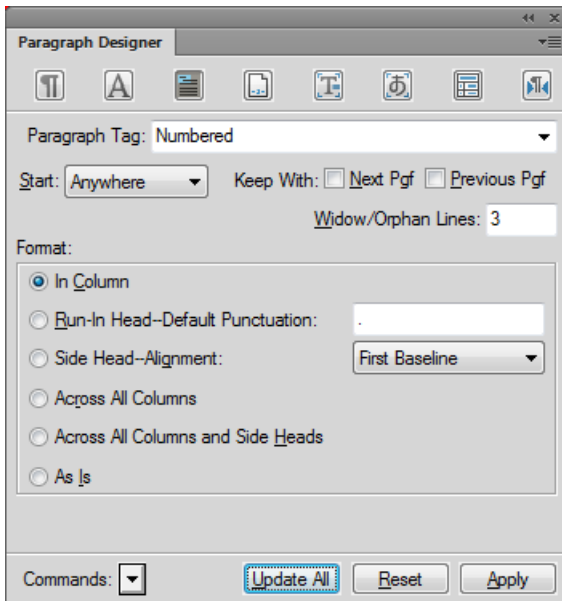 Paragraph Designer
Paragraph Tag: Numbered
Start: Anywhere Keep With: Next Pgf Previous Pgf
Widow/Orphan Lines: 3
Format:
In Column
Run-In Head--Default Punctuation: .
Side Head--Alignment: First Baseline
Across All Columns
Across All Columns and Side Heads
As Is
Commands: Update All Reset Apply